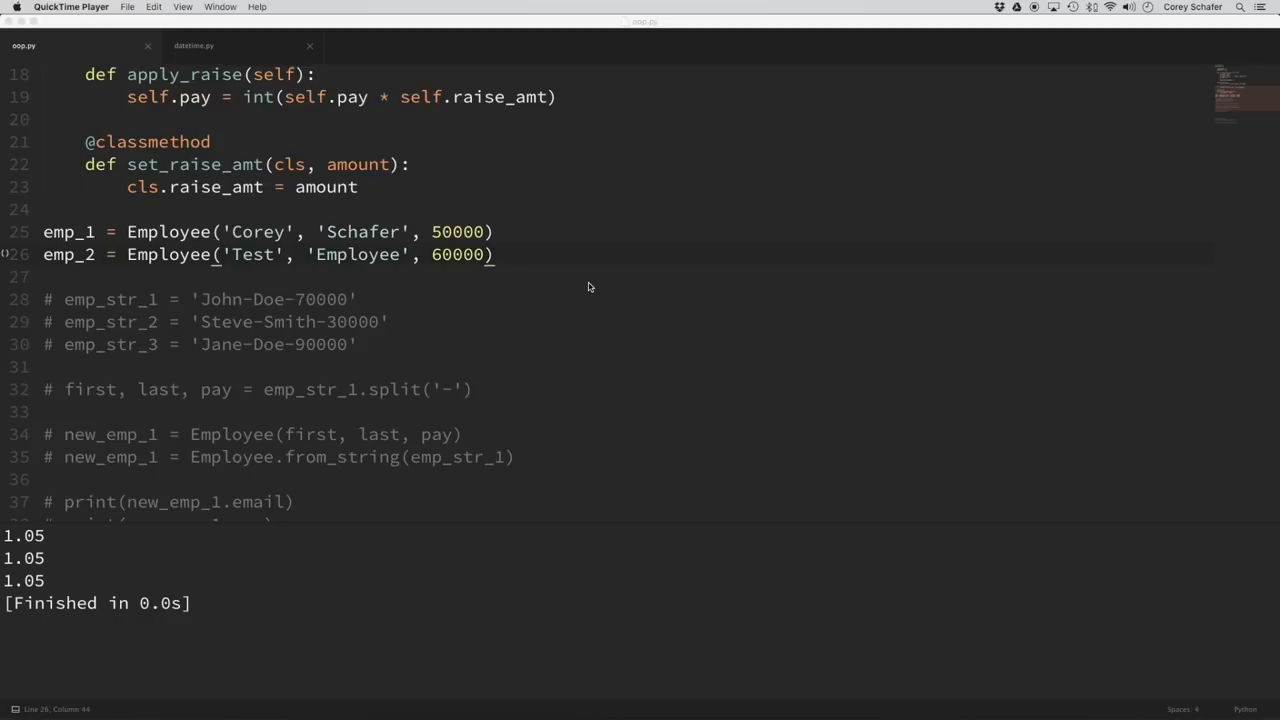 QuickTime Player File Edit View Window Help Corey Schafer
oop.py
oop.py datetime.py
18 def apply_raise(self):
19 self.pay = int(self.pay * self.raise_amt)
20
21 @classmethod
22 def set_raise_amt(cls, amount):
23 cls.raise_amt = amount
24
25 emp_1 = Employee('Corey', 'Schafer', 50000)
26 emp_2 = Employee('Test', 'Employee', 60000)
27
28 # emp_str_1 = 'John-Doe-70000'
29 # emp_str_2 = 'Steve-Smith-30000'
30 # emp_str_3 = 'Jane-Doe-90000'
31
32 # first, last, pay = emp_str_1.split('-')
33
34 # new_emp_1 = Employee(first, last, pay)
35 # new_emp_1 = Employee.from_string(emp_str_1)
36
37 # print(new_emp_1.email)
1.05
1.05
1.05
[Finished in 0.0s]
Line 26, Column 44 Spaces: 4 Python